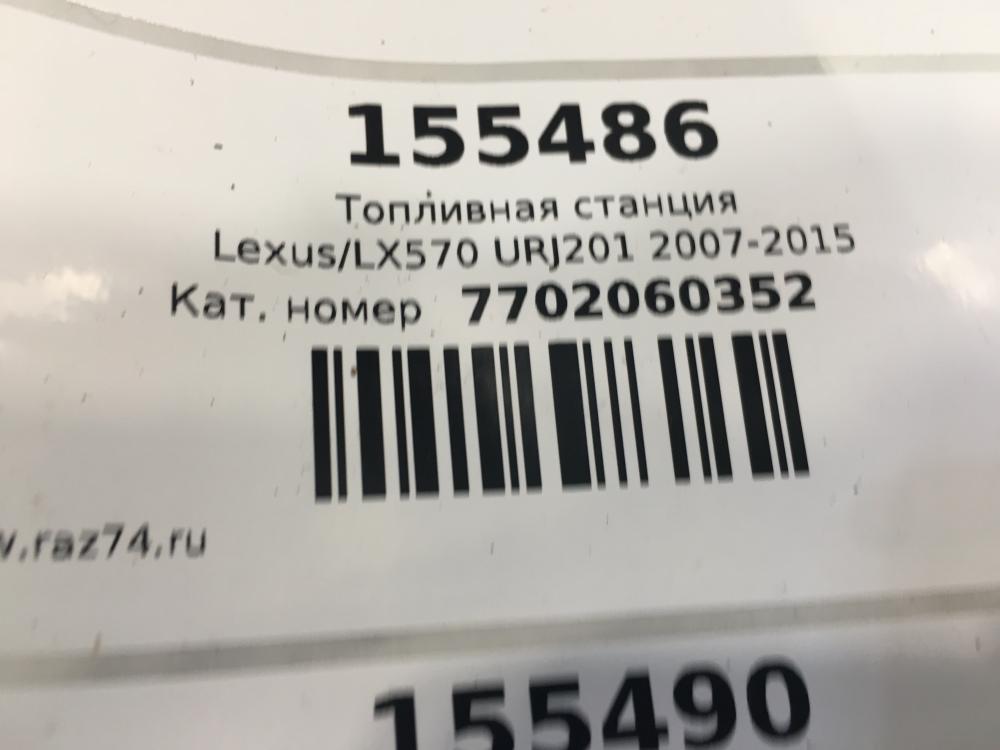 155486
Топливная станция
Lexus/LX570 URJ201 2007-2015
Кат. номер 7702060352
w.raz74.ru
155490